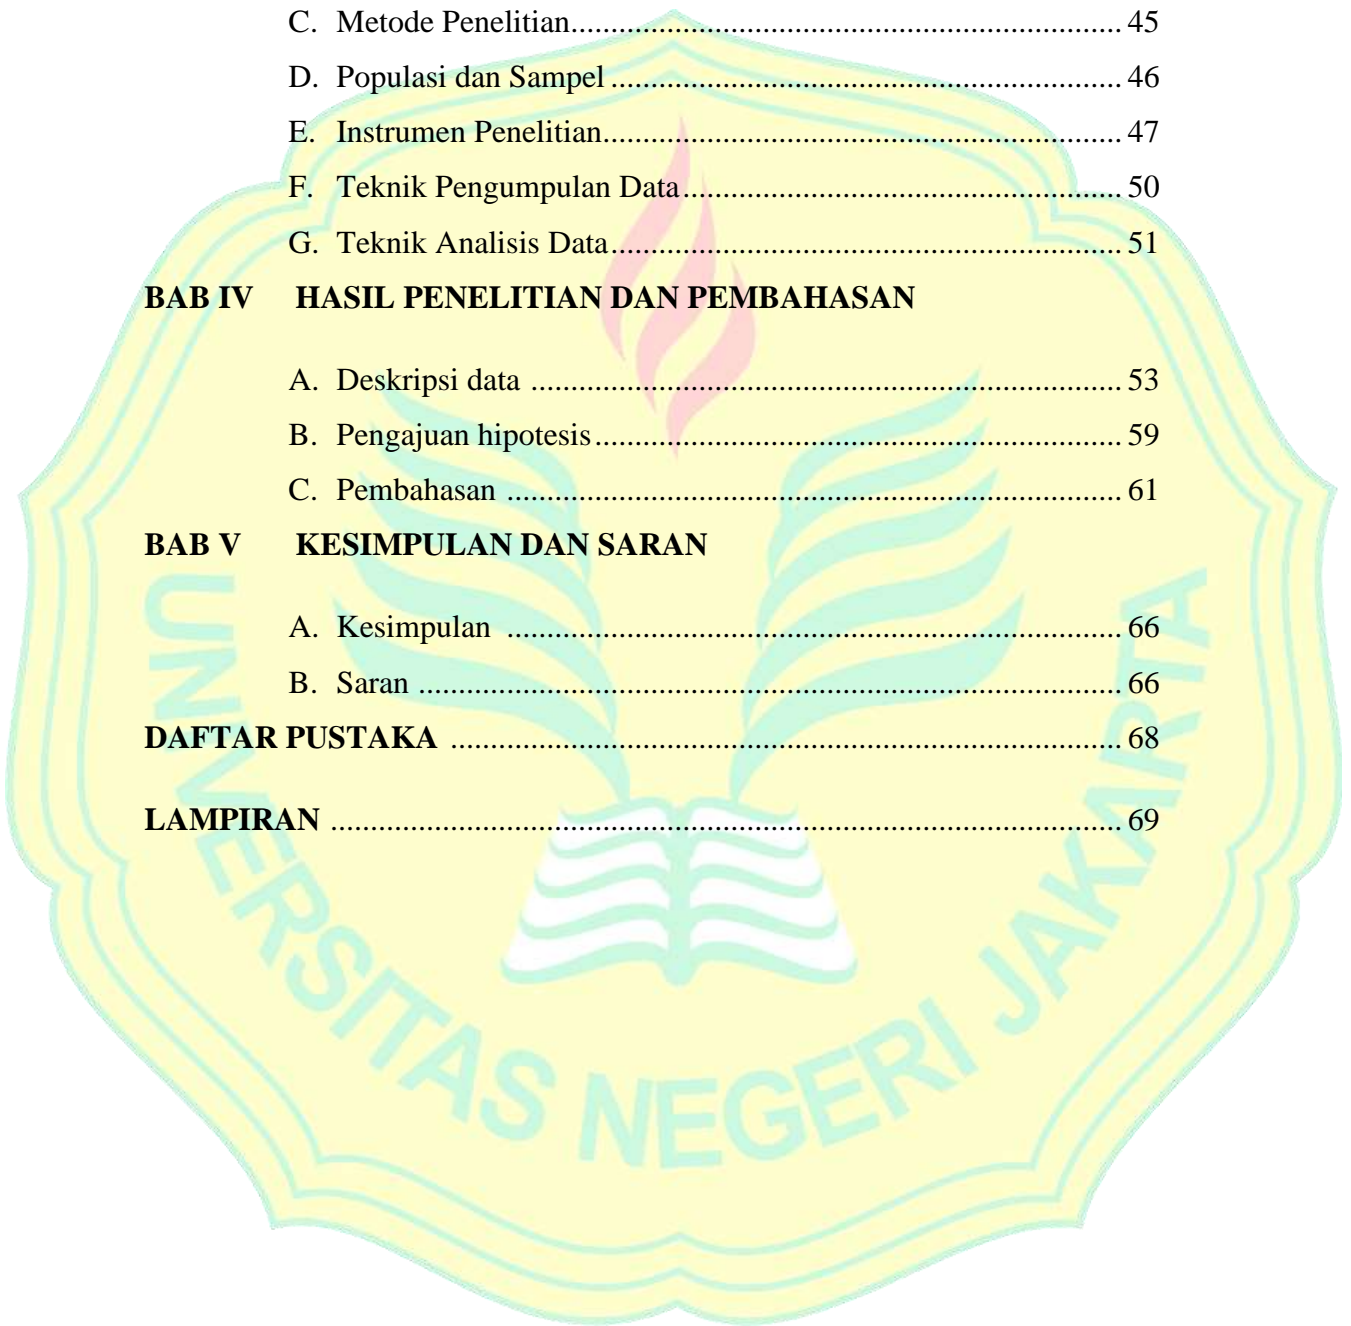 C. Metode Penelitian..................................................................... 45
D. Populasi dan Sampel ................................................................ 46
E. Instrumen Penelitian................................................................. 47
F. Teknik Pengumpulan Data....................................................... 50
G. Teknik Analisis Data................................................................ 51
BAB IV HASIL PENELITIAN DAN PEMBAHASAN
A. Deskripsi data .......................................................................... 53
B. Pengajuan hipotesis.................................................................. 59
C. Pembahasan ............................................................................. 61
BAB V KESIMPULAN DAN SARAN
A. Kesimpulan ............................................................................. 66
B. Saran ........................................................................................ 66
DAFTAR PUSTAKA .................................................................................... 68
LAMPIRAN ................................................................................................... 69
UNIVERSITAS NEGERI JAKARTA